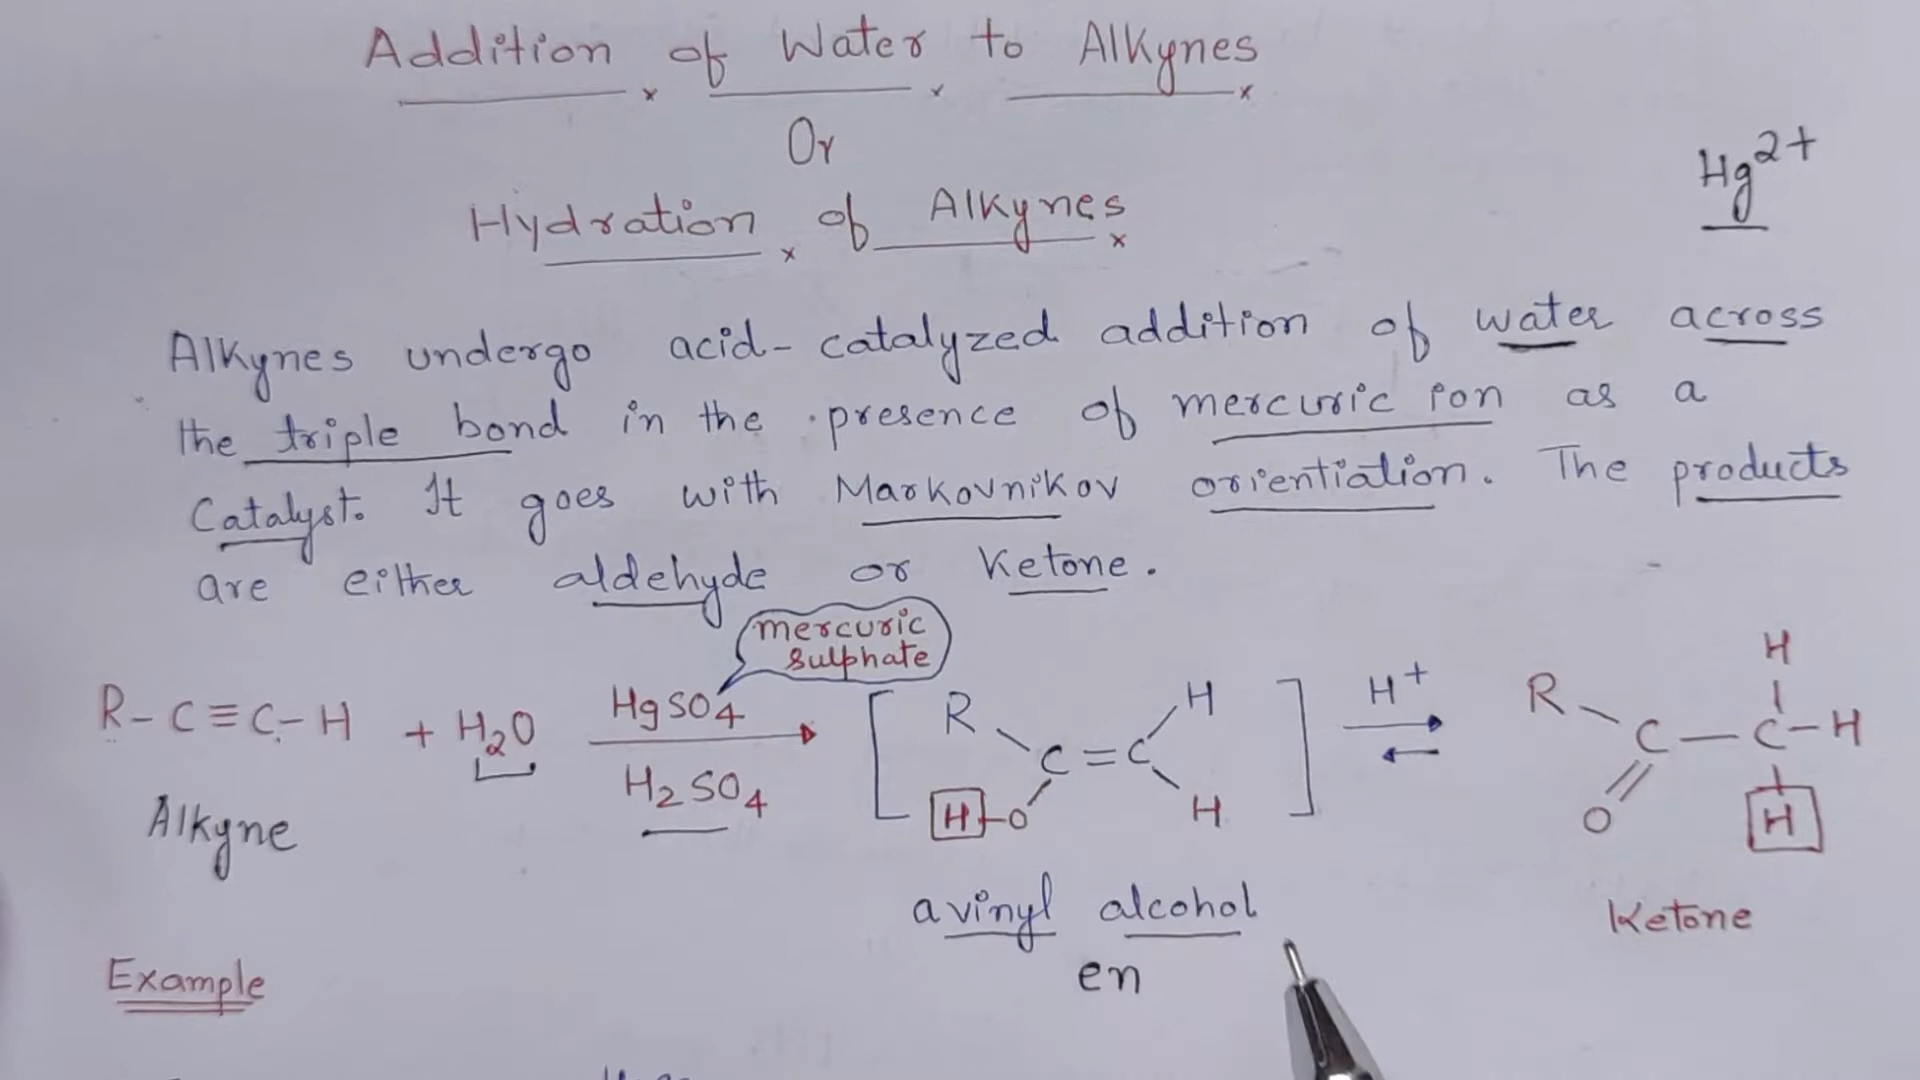 Addition of Water to Alkynes
Or
Hydration of Alkynes
Hg2+
Alkynes undergo acid-catalyzed addition of water across
the triple bond in the presence of mercuric ion as a
Catalyst. It goes with Markovnikov orientiation. The products
are either aldehyde or Ketone.
mercuric
sulphate
R-C≡C-H + H2O HgSO4 H2SO4 [R C=C H H H-O] H+ R C-C-H H O H
Alkyne
a vinyl alcohol
Ketone
en
Example